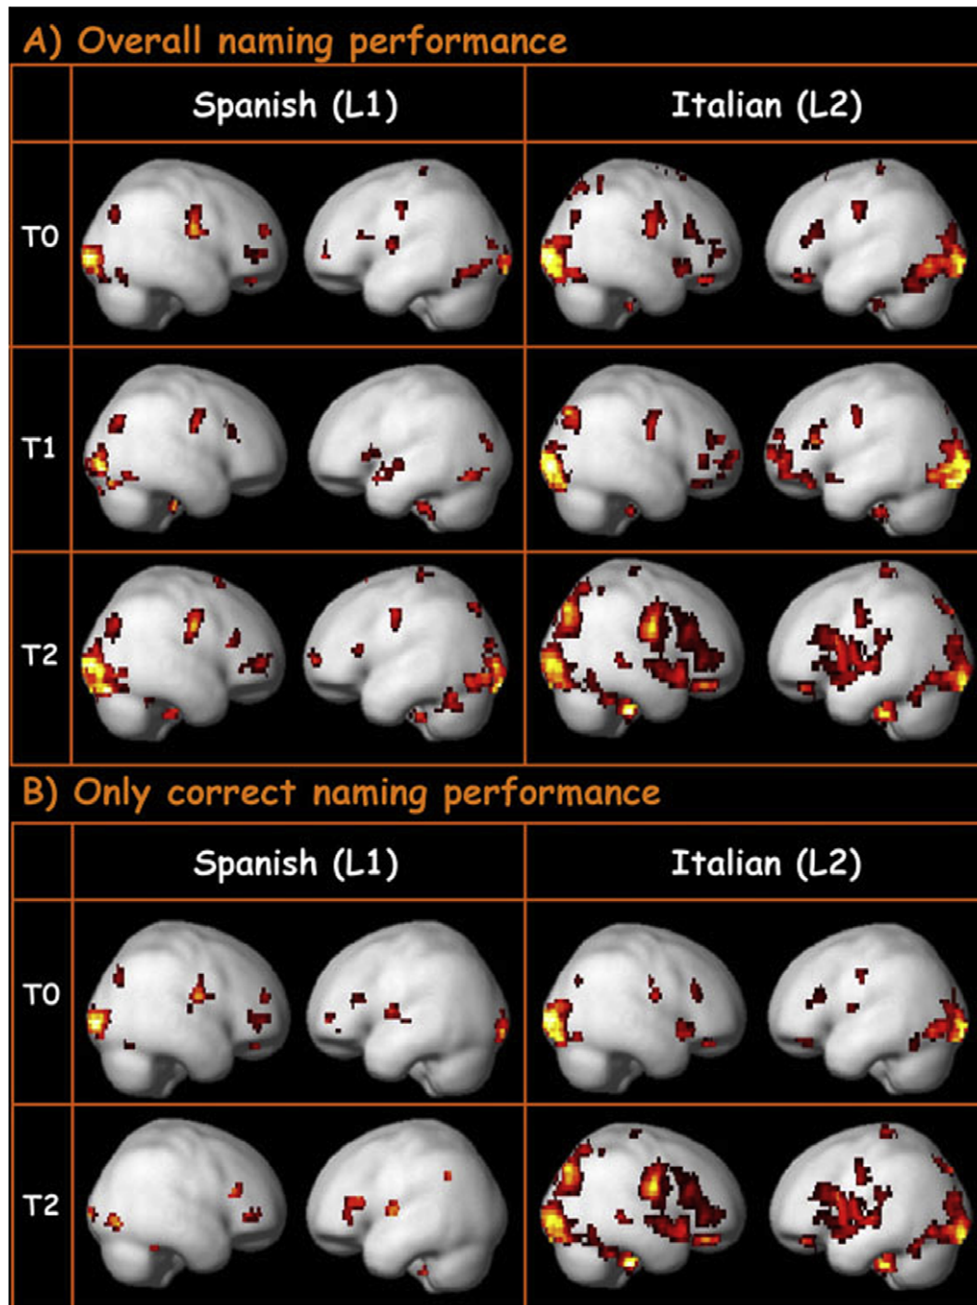 A) Overall naming performance
Spanish (L1) Italian (L2)
T0
T1
T2
B) Only correct naming performance
Spanish (L1) Italian (L2)
T0
T2